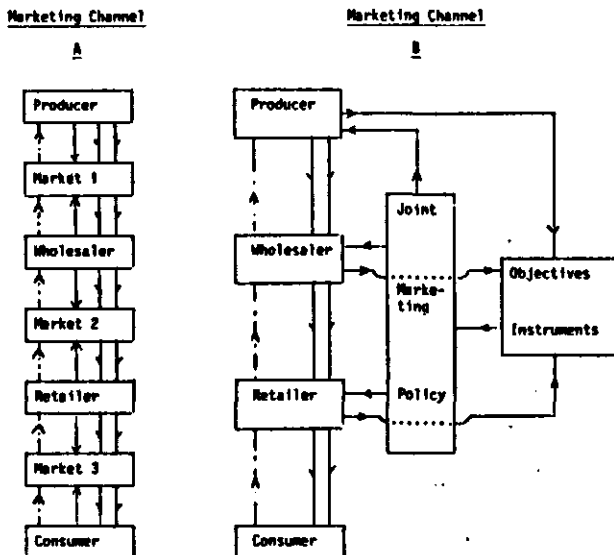 Marketing Channel
A
Producer
Market 1
Wholesaler
Market 2
Retailer
Market 3
Consumer
Marketing Channel
B
Producer
Wholesaler
Retailer
Consumer
Joint
Marke-
ting
Policy
Objectives
Instruments